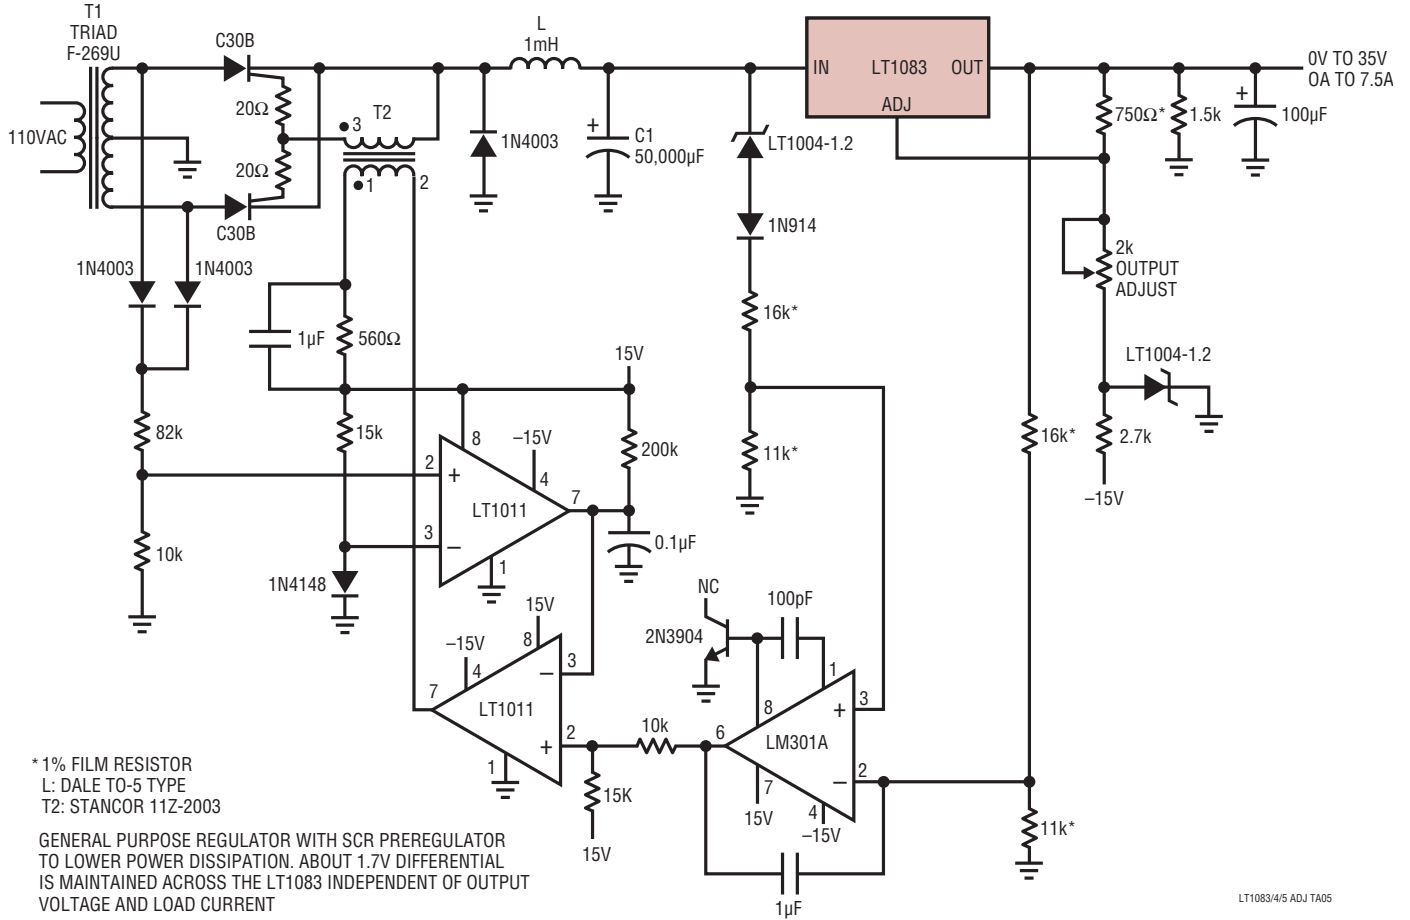 T1
TRIAD
F-269U
110VAC
C30B
20Ω
20Ω
C30B
T2
3
1
2
L
1mH
1N4003
+
C1
50,000µF
IN
LT1083
OUT
ADJ
0V TO 35V
OA TO 7.5A
750Ω*
1.5k
+
100µF
LT1004-1.2
1N914
16k*
11k*
2k
OUTPUT
ADJUST
LT1004-1.2
2.7k
–15V
16k*
11k*
1N4003
1N4003
82k
10k
1µF
560Ω
15k
1N4148
15V
200k
0.1µF
2
+
3
–
8
–15V
4
7
1
LT1011
15V
8
–15V
4
7
LT1011
3
–
2
+
1
10k
15K
15V
NC
2N3904
100pF
1
8
6
LM301A
3
+
2
–
7
15V
4
–15V
1µF
* 1% FILM RESISTOR
L: DALE TO-5 TYPE
T2: STANCOR 11Z-2003
GENERAL PURPOSE REGULATOR WITH SCR PREREGULATOR
TO LOWER POWER DISSIPATION. ABOUT 1.7V DIFFERENTIAL
IS MAINTAINED ACROSS THE LT1083 INDEPENDENT OF OUTPUT
VOLTAGE AND LOAD CURRENT
LT1083/4/5 ADJ TA05